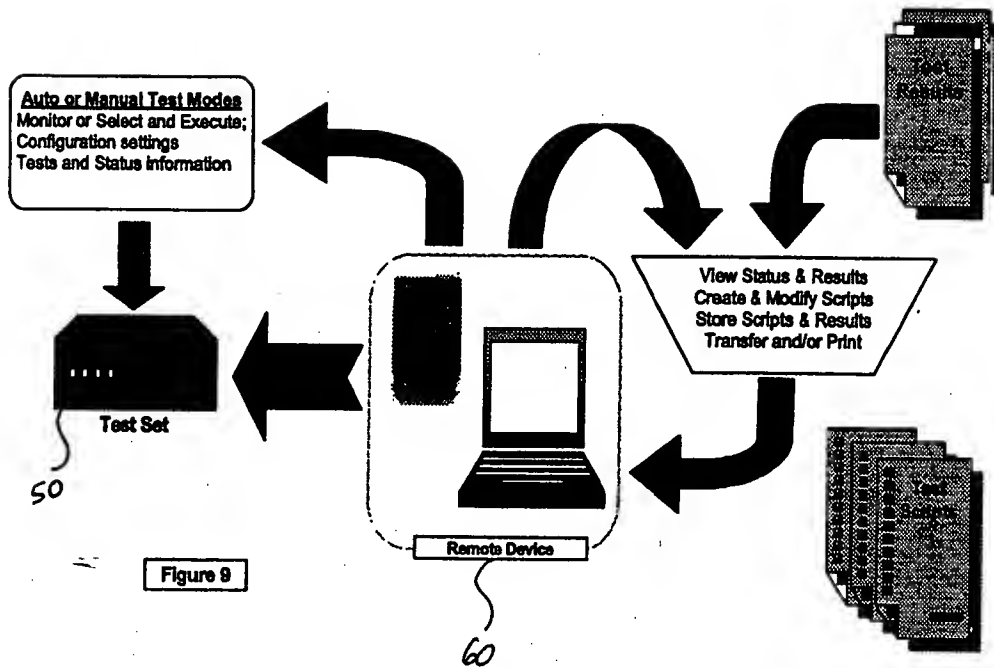 Auto or Manual Test Modes
Monitor or Select and Execute;
Configuration settings
Tests and Status information
Test Set
50
Figure 9
Remote Device
60
Test
Results
View Status & Results
Create & Modify Scripts
Store Scripts & Results
Transfer and/or Print
Test
Scripts